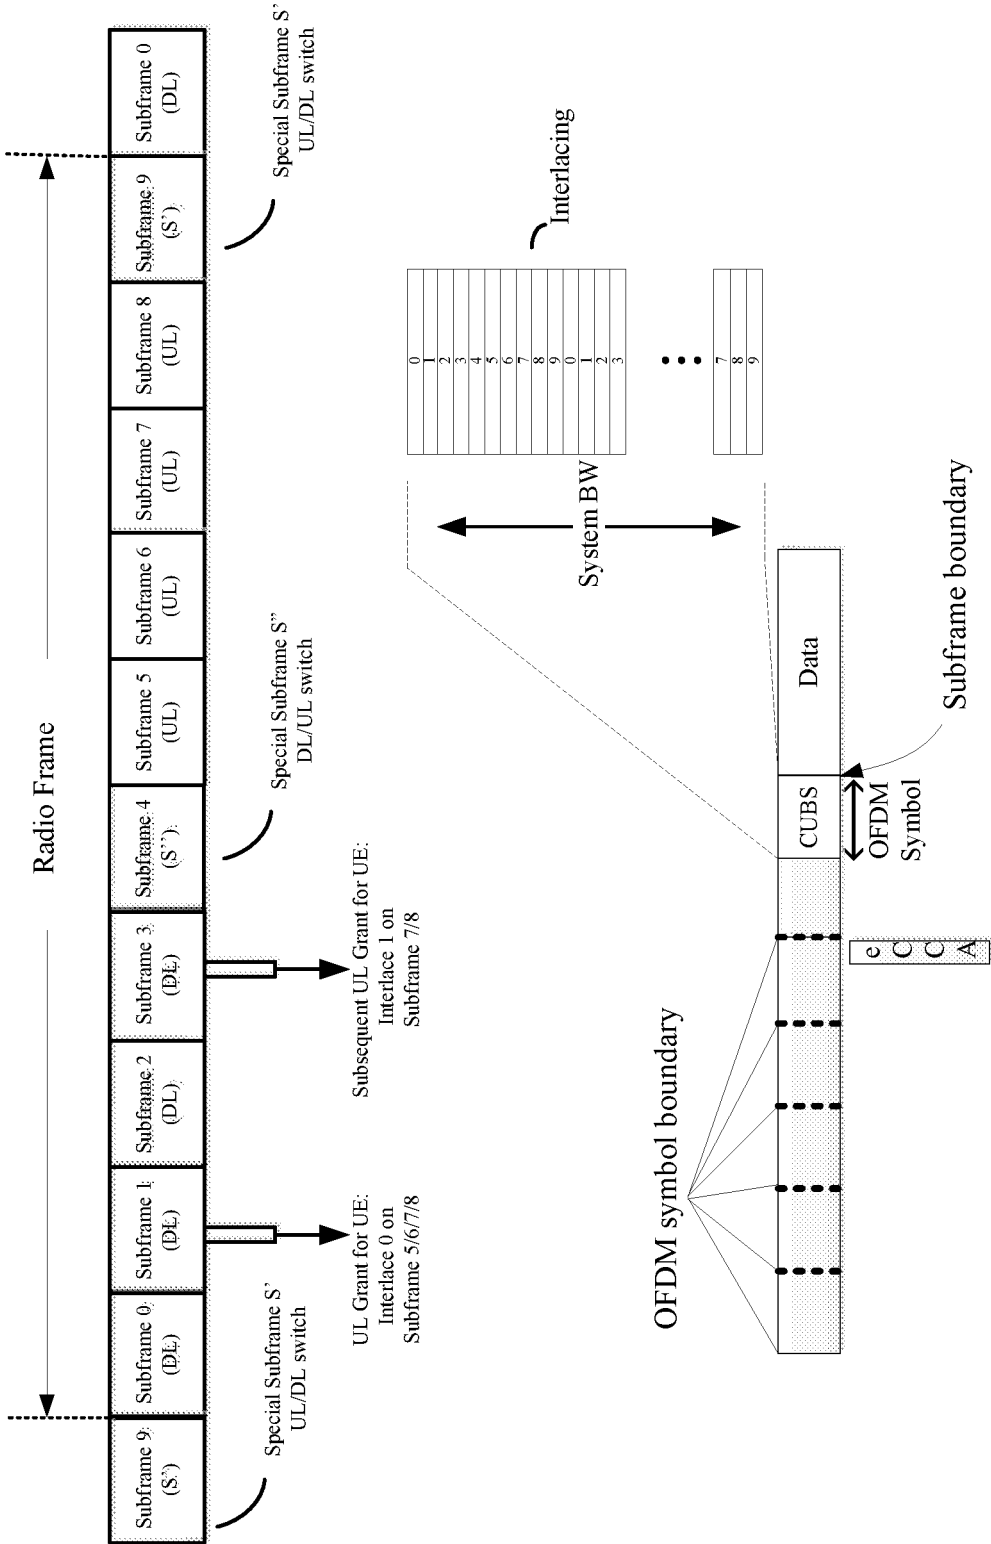 Radio Frame
Subframe 9
(S')
Subframe 0
(DL)
Subframe 1
(DL)
Subframe 2
(DL)
Subframe 3
(DL)
Subframe 4
(S'')
Subframe 5
(UL)
Subframe 6
(UL)
Subframe 7
(UL)
Subframe 8
(UL)
Subframe 9
(S')
Subframe 0
(DL)
Special Subframe S'
UL/DL switch
UL Grant for UE:
Interlace 0 on
Subframe 5/6/7/8
Subsequent UL Grant for UE:
Interlace 1 on
Subframe 7/8
Special Subframe S''
DL/UL switch
Special Subframe S'
UL/DL switch
System BW
0
1
2
3
4
5
6
7
8
9
0
1
2
3
7
8
9
Interlacing
OFDM symbol boundary
CUBS
Data
eCCA
OFDM
Symbol
Subframe boundary